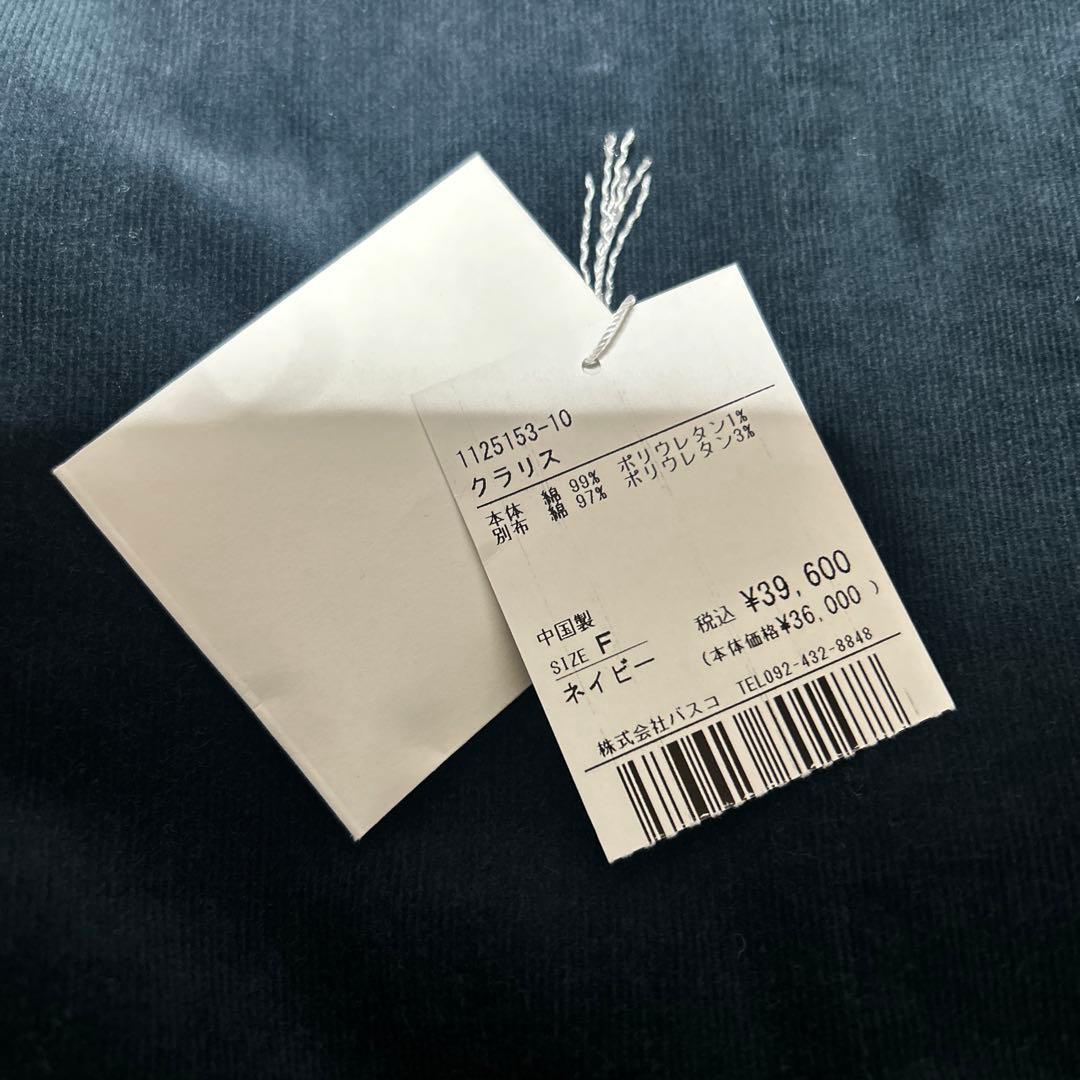 1125153-10
クラリス
本体 綿 99% ポリウレタン1%
別布 綿 97% ポリウレタン3%
中国製
税込 ¥39,600
SIZE F
(本体価格¥36,000 )
ネイビー
株式会社パスコ TEL092-432-8848